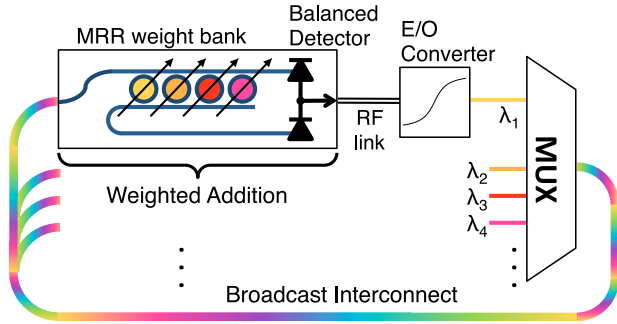 MRR weight bank
Balanced
Detector
E/O
Converter
RF
link
λ1
λ2
λ3
λ4
MUX
Weighted Addition
Broadcast Interconnect